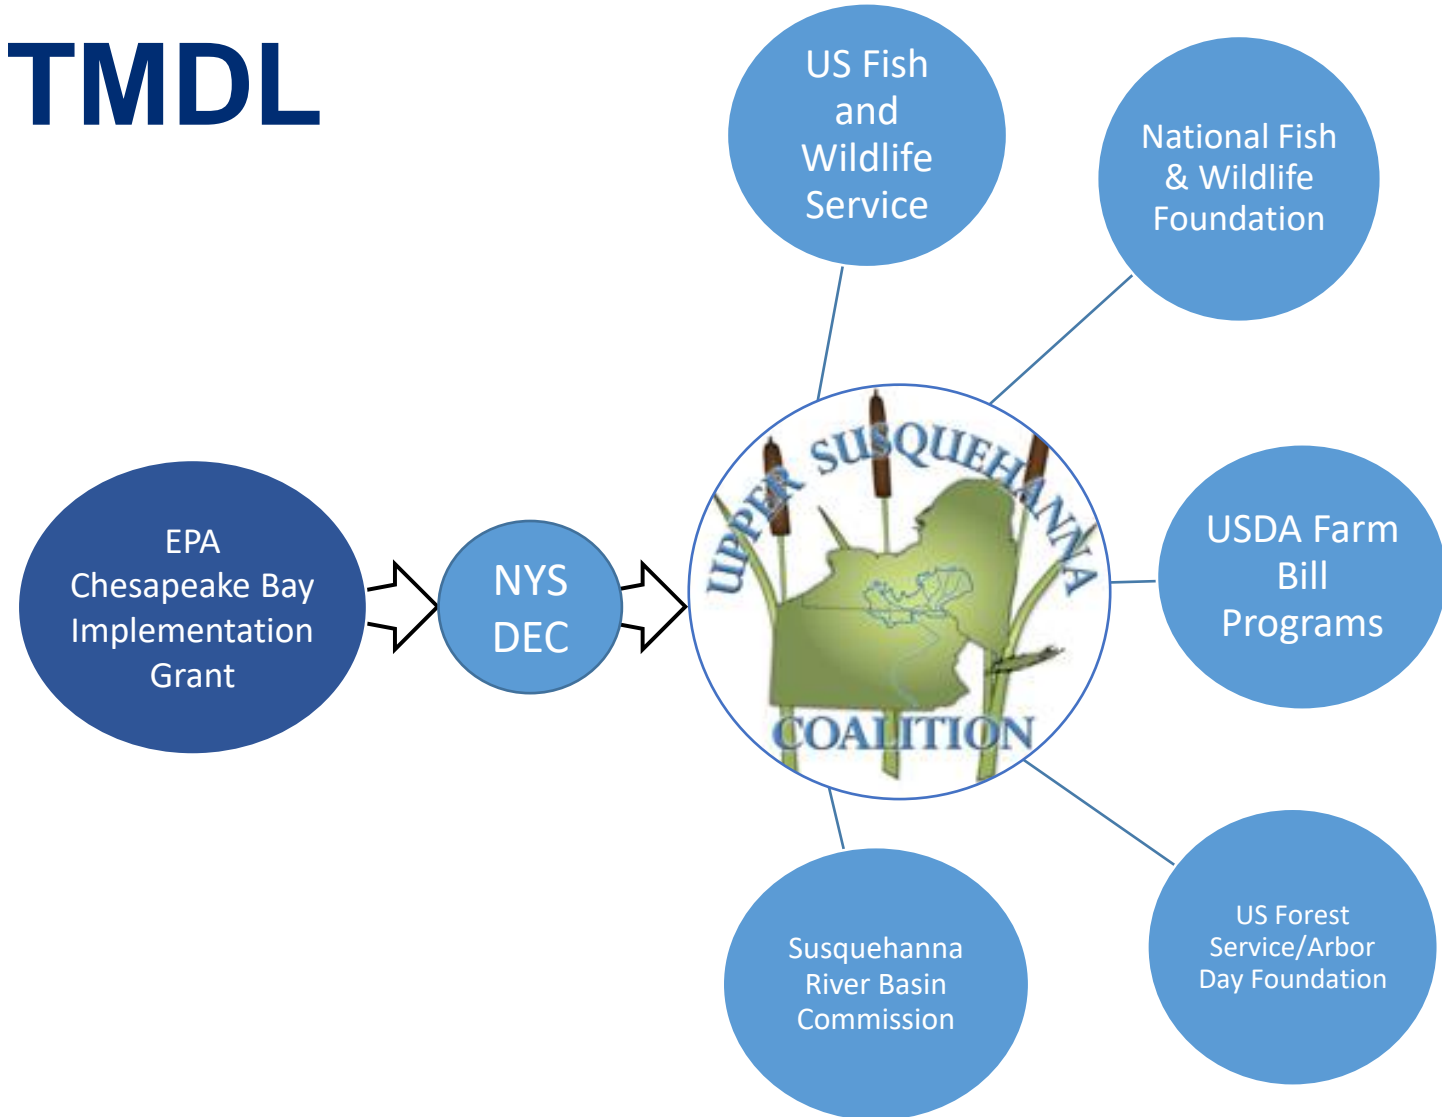 TMDL
US Fish
and
Wildlife
Service
National Fish
& Wildlife
Foundation
EPA
Chesapeake Bay
Implementation
Grant
NYS
DEC
UPPER SUSQUEHANNA
COALITION
USDA Farm
Bill
Programs
Susquehanna
River Basin
Commission
US Forest
Service/Arbor
Day Foundation